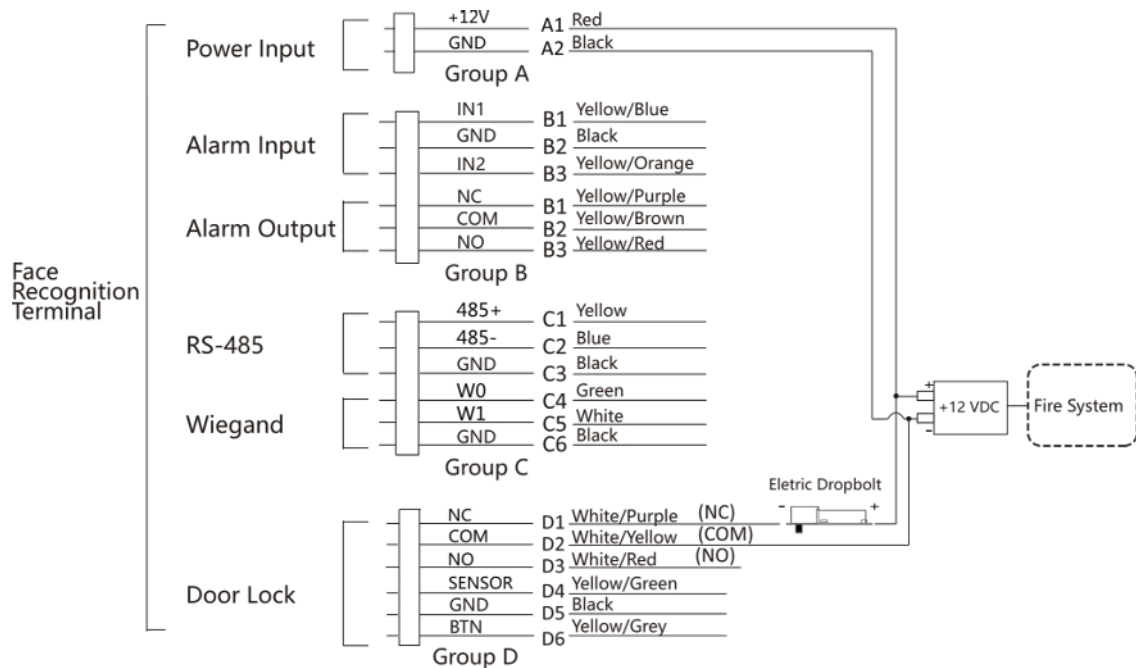 Face
Recognition
Terminal
Power Input
+12V A1 Red
GND A2 Black
Group A
Alarm Input
IN1 B1 Yellow/Blue
GND B2 Black
IN2 B3 Yellow/Orange
Alarm Output
NC B1 Yellow/Purple
COM B2 Yellow/Brown
NO B3 Yellow/Red
Group B
RS-485
485+ C1 Yellow
485- C2 Blue
GND C3 Black
Wiegand
W0 C4 Green
W1 C5 White
GND C6 Black
Group C
Door Lock
NC D1 White/Purple (NC)
COM D2 White/Yellow (COM)
NO D3 White/Red (NO)
SENSOR D4 Yellow/Green
GND D5 Black
BTN D6 Yellow/Grey
Group D
Eletric Dropbolt
- +
+
+12 VDC
-
Fire System